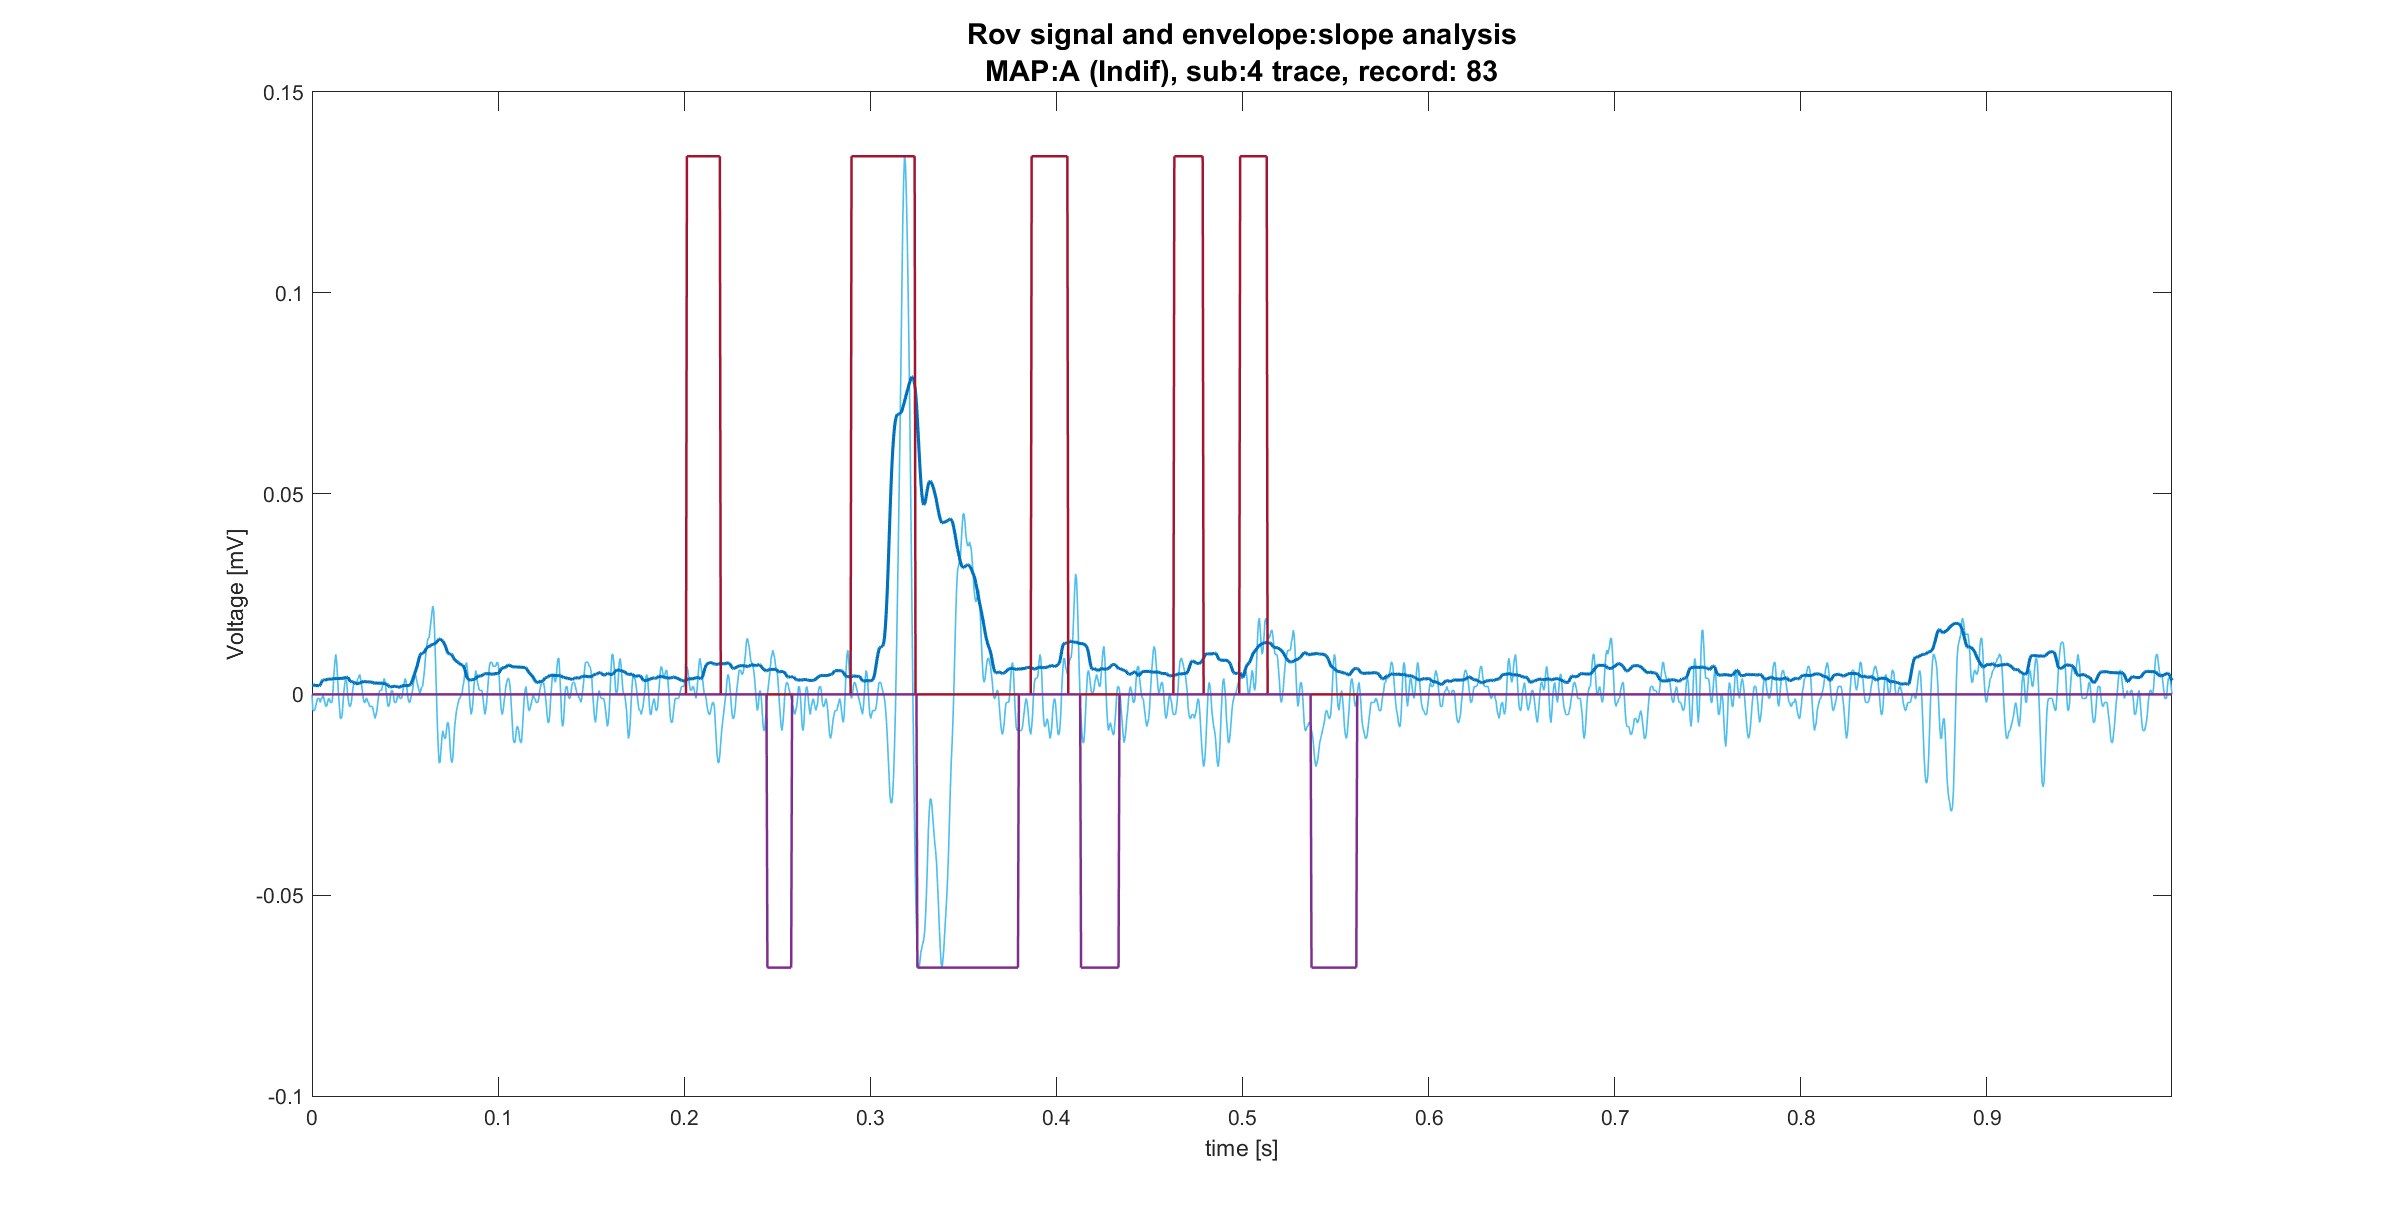 Rov signal and envelope:slope analysis
MAP:A (Indif), sub:4 trace, record: 83
0.15
0.1
0.05
0
-0.05
-0.1
Voltage [mV]
0 0.1 0.2 0.3 0.4 0.5 0.6 0.7 0.8 0.9
time [s]